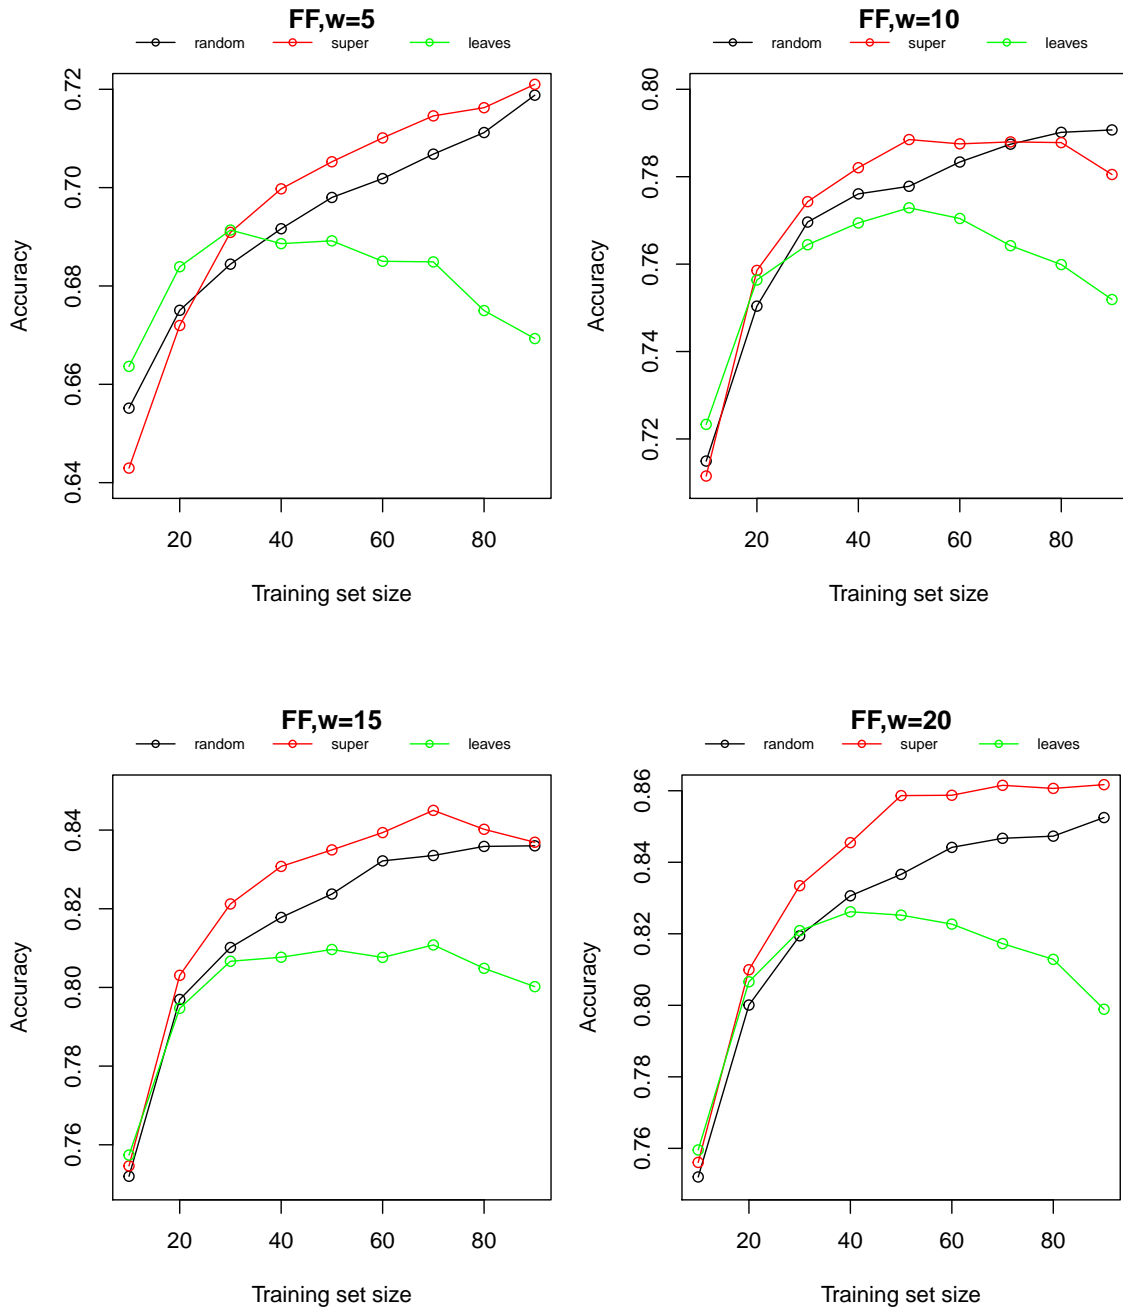 FF,w=5
random super leaves
0.72
0.70
0.68
0.66
0.64
Accuracy
20 40 60 80
Training set size
FF,w=10
random super leaves
0.80
0.78
0.76
0.74
0.72
Accuracy
20 40 60 80
Training set size
FF,w=15
random super leaves
0.84
0.82
0.80
0.78
0.76
Accuracy
20 40 60 80
Training set size
FF,w=20
random super leaves
0.86
0.84
0.82
0.80
0.78
0.76
Accuracy
20 40 60 80
Training set size